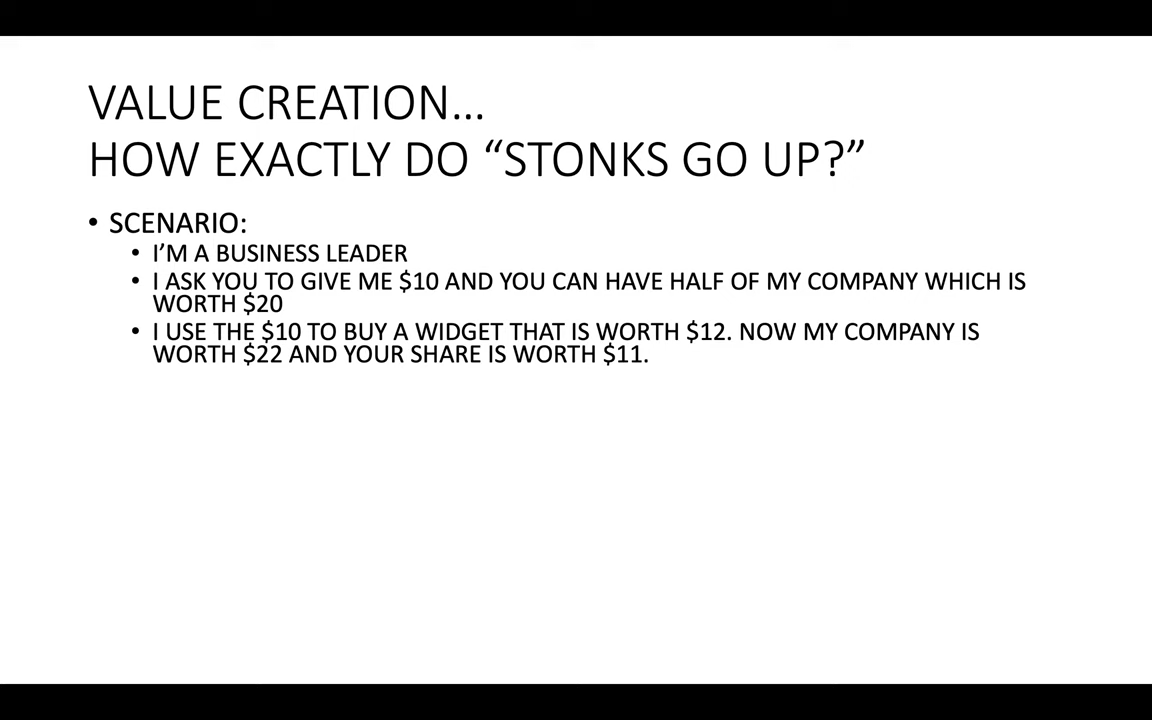 VALUE CREATION…
HOW EXACTLY DO “STONKS GO UP?”
• SCENARIO:
• I’M A BUSINESS LEADER
• I ASK YOU TO GIVE ME $10 AND YOU CAN HAVE HALF OF MY COMPANY WHICH IS
WORTH $20
• I USE THE $10 TO BUY A WIDGET THAT IS WORTH $12. NOW MY COMPANY IS
WORTH $22 AND YOUR SHARE IS WORTH $11.